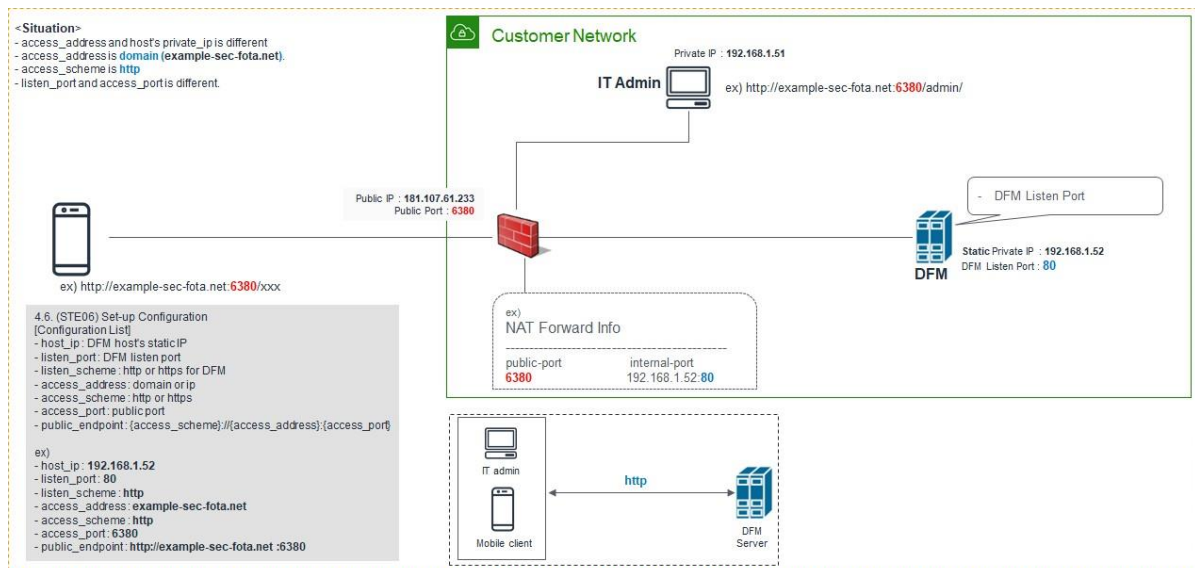 <Situation>
- access_address and host's private_ip is different
- access_address is domain (example-sec-fota.net).
- access_scheme is http
- listen_port and access_port is different.
Customer Network
Private IP : 192.168.1.51
IT Admin
ex) http://example-sec-fota.net:6380/admin/
Public IP : 181.107.61.233
Public Port : 6380
- DFM Listen Port
Static Private IP : 192.168.1.52
DFM Listen Port : 80
DFM
ex) http://example-sec-fota.net:6380/xxx
ex)
NAT Forward Info
public-port internal-port
6380 192.168.1.52:80
4.6. (STE06) Set-up Configuration
[Configuration List]
- host_ip : DFM host's static IP
- listen_port : DFM listen port
- listen_scheme : http or https for DFM
- access_address : domain or ip
- access_scheme : http or https
- access_port : public port
- public_endpoint : {access_scheme}://{access_address}:{access_port}
ex)
- host_ip : 192.168.1.52
- listen_port : 80
- listen_scheme : http
- access_address : example-sec-fota.net
- access_scheme : http
- access_port : 6380
- public_endpoint : http://example-sec-fota.net :6380
IT admin
Mobile client
http
DFM
Server